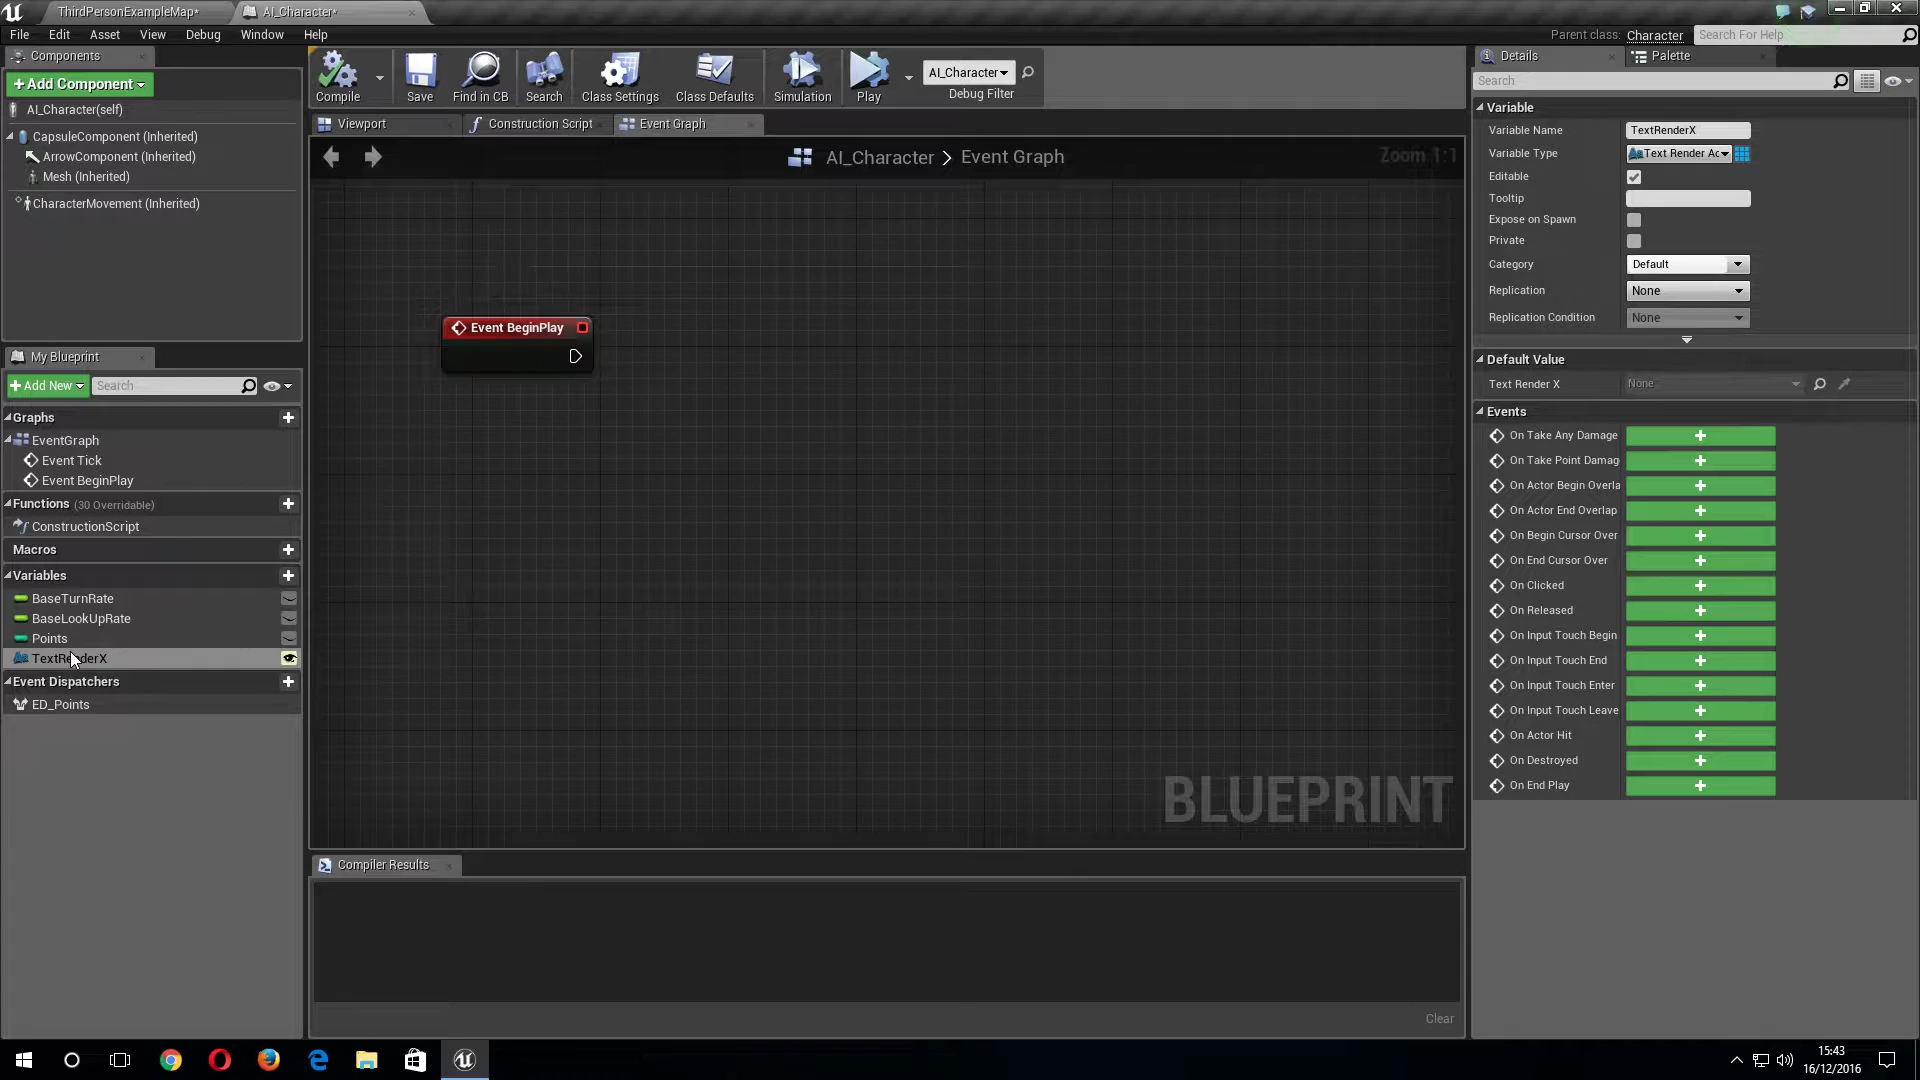 ThirdPersonExampleMap*
AI_Character*
File Edit Asset View Debug Window Help
Parent class: Character
Search For Help
Components
Add Component
AI_Character(self)
CapsuleComponent (Inherited)
ArrowComponent (Inherited)
Mesh (Inherited)
CharacterMovement (Inherited)
My Blueprint
Add New
Search
Graphs
EventGraph
Event Tick
Event BeginPlay
Functions (30 Overridable)
ConstructionScript
Macros
Variables
BaseTurnRate
BaseLookUpRate
Points
TextRenderX
Event Dispatchers
ED_Points
Compile
Save
Find in CB
Search
Class Settings
Class Defaults
Simulation
Play
AI_Character
Debug Filter
Viewport
Construction Script
Event Graph
AI_Character > Event Graph
Zoom 1:1
Event BeginPlay
BLUEPRINT
Compiler Results
Clear
Details
Palette
Search
Variable
Variable Name TextRenderX
Variable Type Text Render Ac
Editable
Tooltip
Expose on Spawn
Private
Category Default
Replication None
Replication Condition None
Default Value
Text Render X None
Events
On Take Any Damage
On Take Point Damag
On Actor Begin Overla
On Actor End Overlap
On Begin Cursor Over
On End Cursor Over
On Clicked
On Released
On Input Touch Begin
On Input Touch End
On Input Touch Enter
On Input Touch Leave
On Actor Hit
On Destroyed
On End Play
15:43
16/12/2016